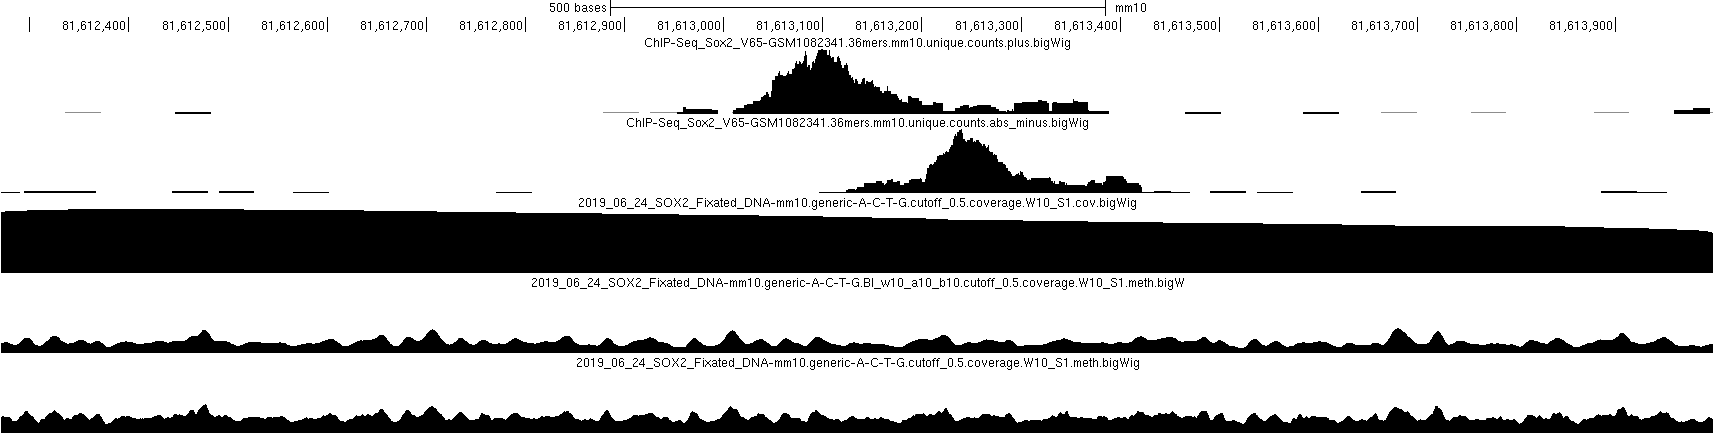 500 bases mm10
81,612,400| 81,612,500| 81,612,600| 81,612,700| 81,612,800| 81,612,900| 81,613,000| 81,613,100| 81,613,200| 81,613,300| 81,613,400| 81,613,500| 81,613,600| 81,613,700| 81,613,800| 81,613,900|
ChIP-Seq_Sox2_V65-GSM1082341.36mers.mm10.unique.counts.plus.bigWig
ChIP-Seq_Sox2_V65-GSM1082341.36mers.mm10.unique.counts.abs_minus.bigWig
2019_06_24_SOX2_Fixated_DNA-mm10.generic-A-C-T-G.cutoff_0.5.coverage.W10_S1.cov.bigWig
2019_06_24_SOX2_Fixated_DNA-mm10.generic-A-C-T-G.BI_w10_a10_b10.cutoff_0.5.coverage.W10_S1.meth.bigW
2019_06_24_SOX2_Fixated_DNA-mm10.generic-A-C-T-G.cutoff_0.5.coverage.W10_S1.meth.bigWig